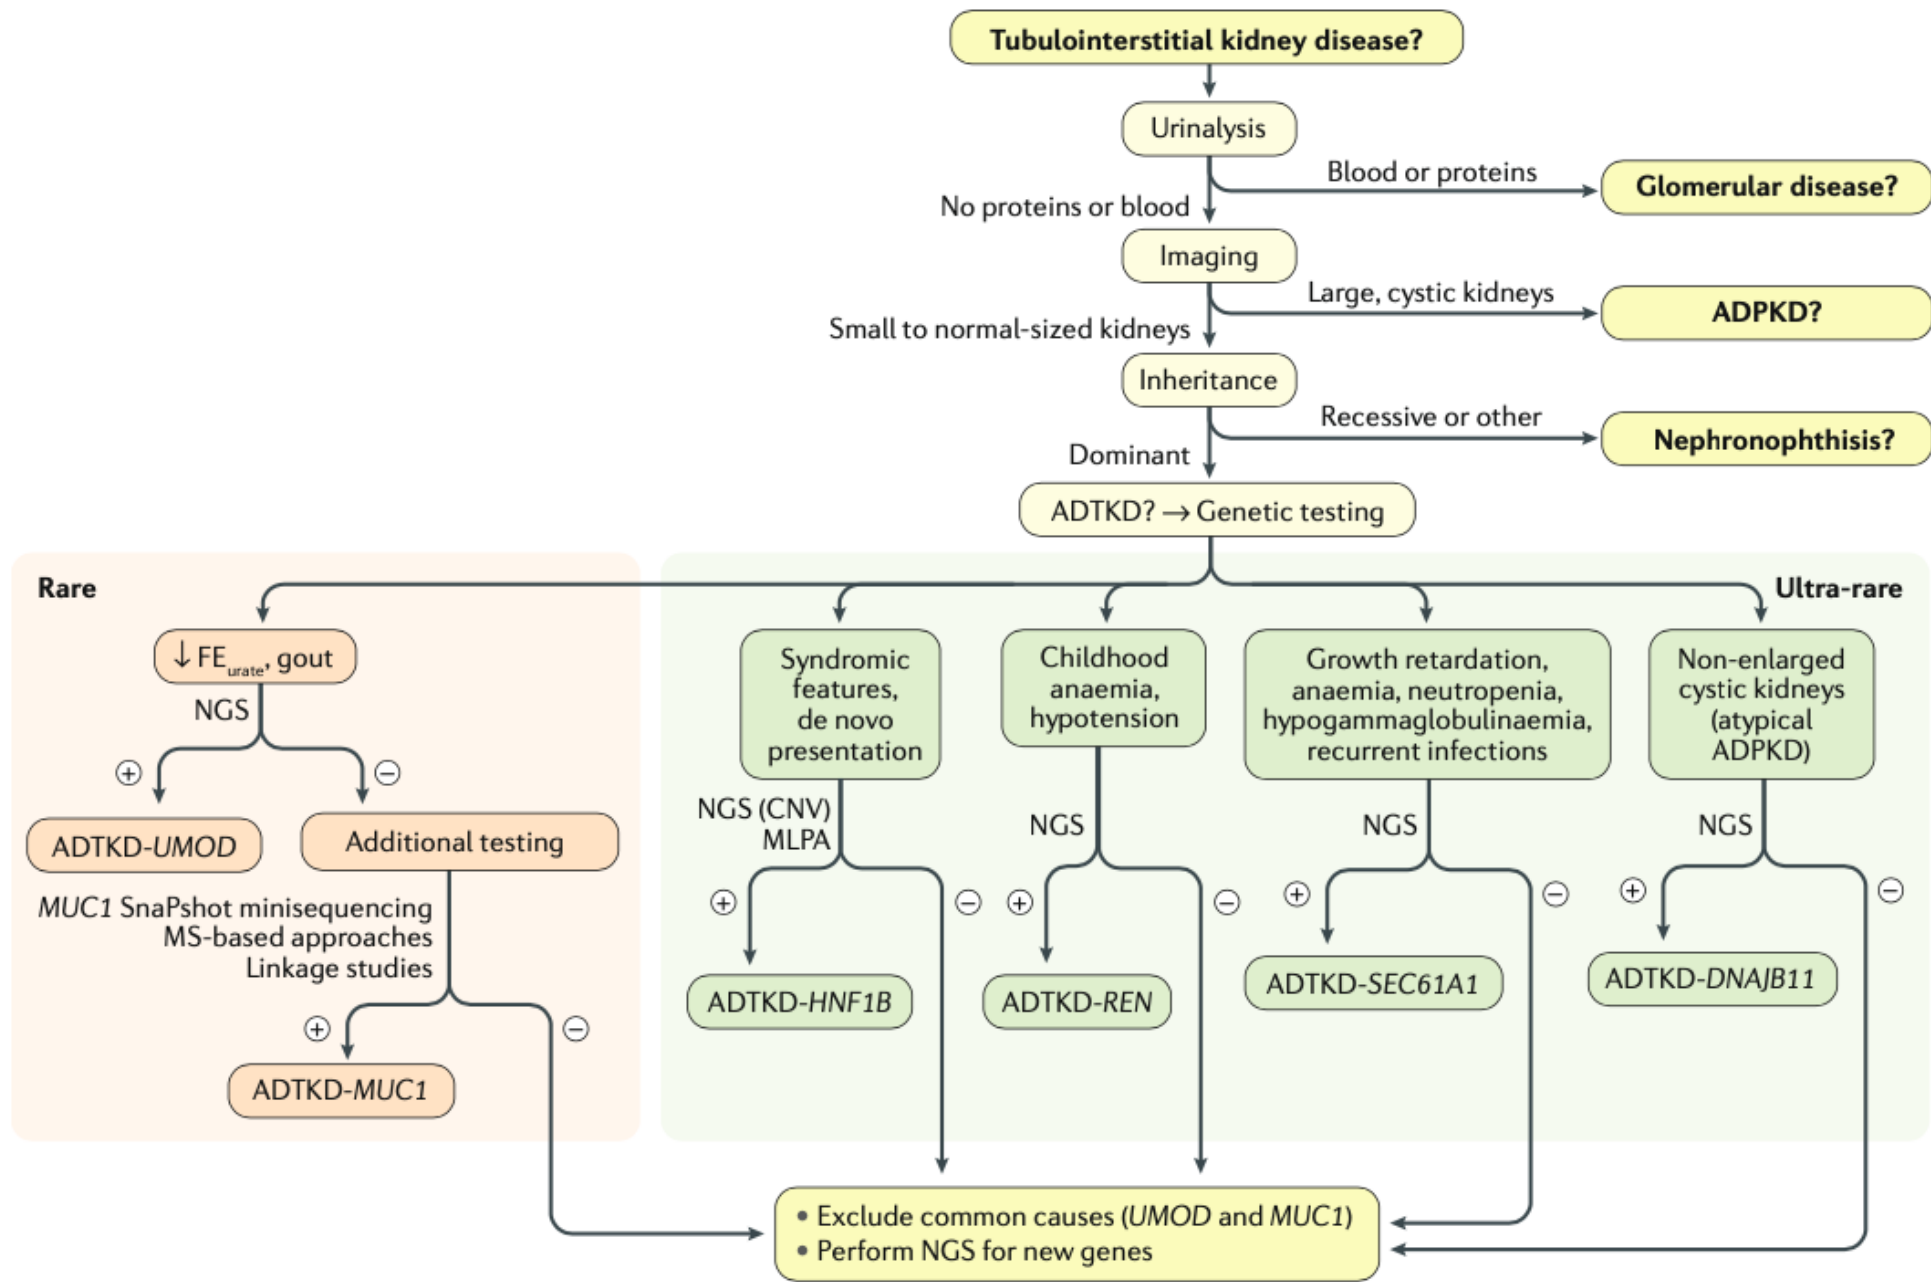 Tubulointerstitial kidney disease?
Urinalysis
Blood or proteins
Glomerular disease?
No proteins or blood
Imaging
Large, cystic kidneys
ADPKD?
Small to normal-sized kidneys
Inheritance
Recessive or other
Nephronophthisis?
Dominant
ADTKD? → Genetic testing
Rare
Ultra-rare
↓ FEurate, gout
NGS
+
−
ADTKD-UMOD
Additional testing
MUC1 SnaPshot minisequencing
MS-based approaches
Linkage studies
+
−
ADTKD-MUC1
Syndromic
features,
de novo
presentation
NGS (CNV)
MLPA
+
−
ADTKD-HNF1B
Childhood
anaemia,
hypotension
NGS
+
−
ADTKD-REN
Growth retardation,
anaemia, neutropenia,
hypogammaglobulinaemia,
recurrent infections
NGS
+
−
ADTKD-SEC61A1
Non-enlarged
cystic kidneys
(atypical
ADPKD)
NGS
+
−
ADTKD-DNAJB11
• Exclude common causes (UMOD and MUC1)
• Perform NGS for new genes